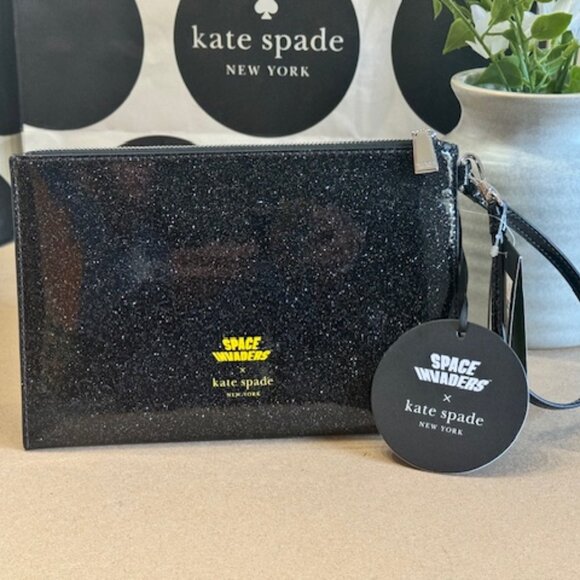 kate spade
NEW YORK
SPACE
INVADERS
×
kate spade
NEW YORK
SPACE
INVADERS
×
kate spade
NEW YORK